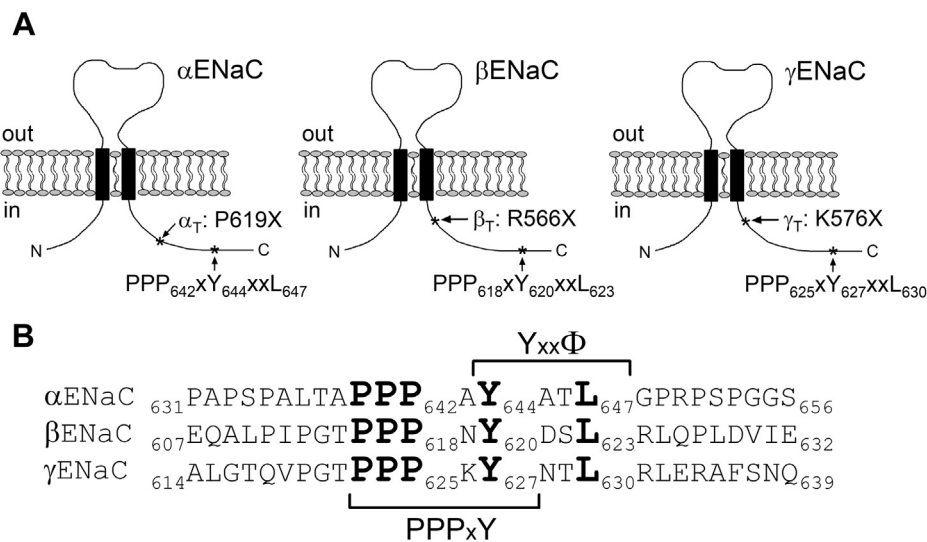 A
αENaC βENaC γENaC
out out out
in in in
αT: P619X βT: R566X γT: K576X
N C N C N C
PPP642xY644xxL647 PPP618xY620xxL623 PPP625xY627xxL630
B
YxxΦ
αENaC 631PAPSPALTAPPP642AY644ATL647GPRPSPGGS656
βENaC 607EQALPIPGTPPP618NY620DSL623RLQPLDVIE632
γENaC 614ALGTQVPGTPPP625KY627NTL630RLERAFSNQ639
PPPxY